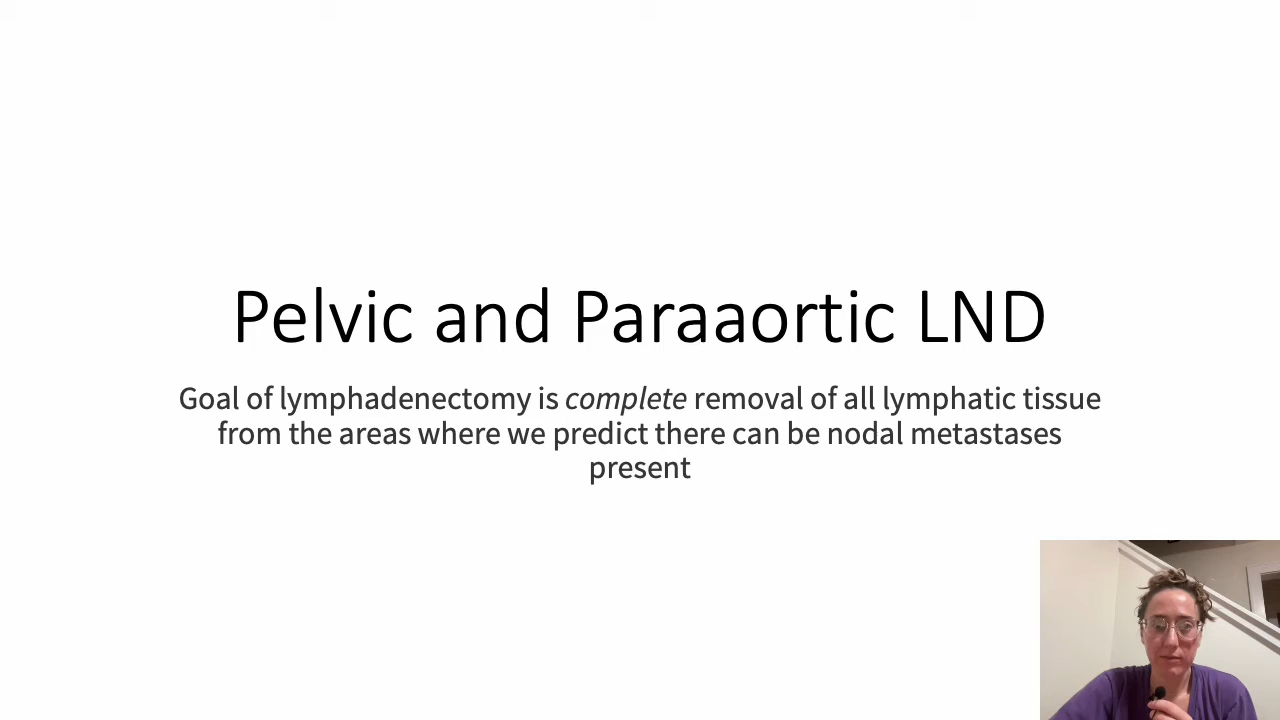 Pelvic and Paraaortic LND
Goal of lymphadenectomy is complete removal of all lymphatic tissue
from the areas where we predict there can be nodal metastases
present